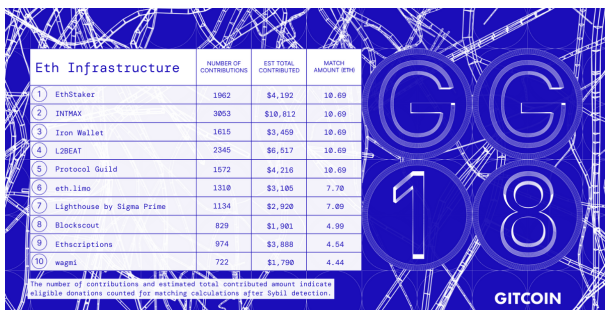 Eth Infrastructure NUMBER OF CONTRIBUTIONS EST TOTAL CONTRIBUTED MATCH AMOUNT (ETH)
1 EthStaker 1962 $4,192 10.69
2 INTMAX 3053 $10,812 10.69
3 Iron Wallet 1615 $3,459 10.69
4 L2BEAT 2345 $6,517 10.69
5 Protocol Guild 1572 $4,216 10.69
6 eth.limo 1310 $3,105 7.70
7 Lighthouse by Sigma Prime 1134 $2,920 7.09
8 Blockscout 829 $1,901 4.99
9 Ethscriptions 974 $3,888 4.54
10 wagmi 722 $1,790 4.44
The number of contributions and estimated total contributed amount indicate
eligible donations counted for matching calculations after Sybil detection.
GG
18
GITCOIN